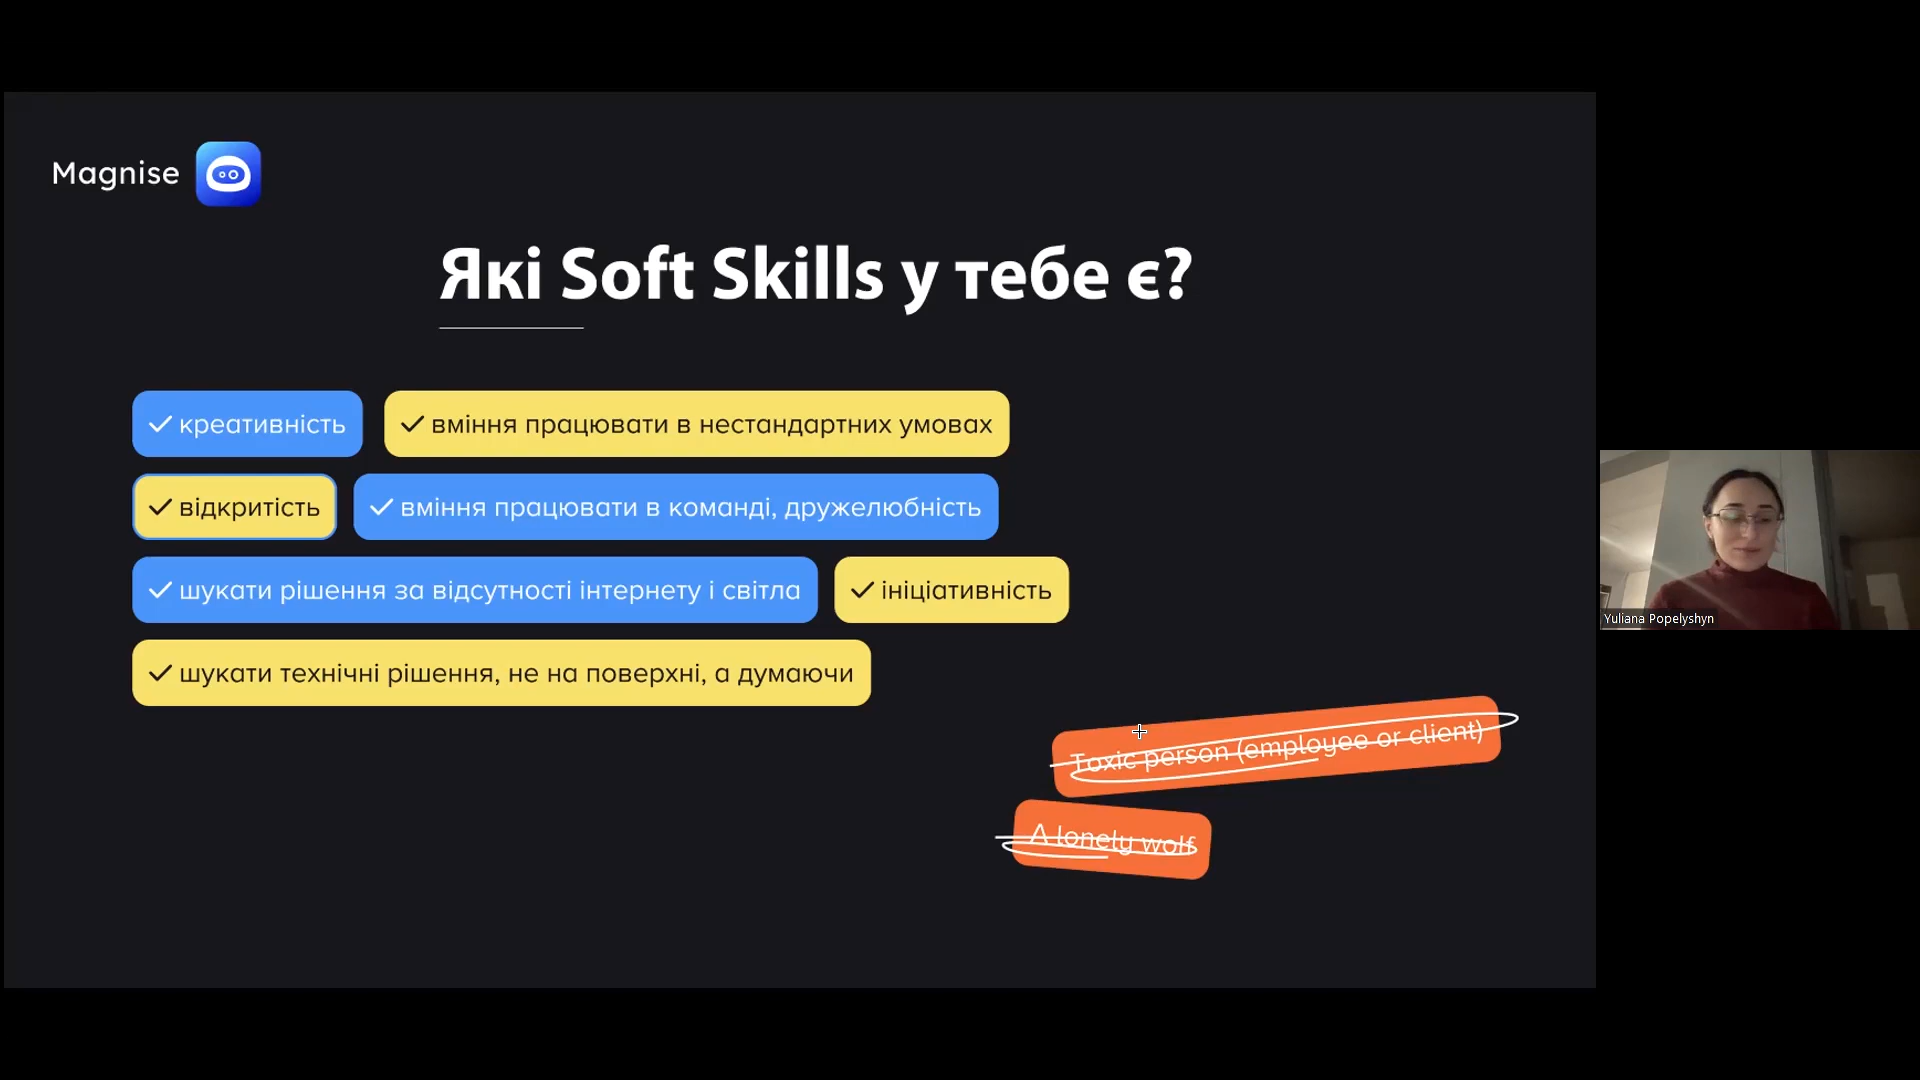 Magnise
Які Soft Skills у тебе є?
креативність
вміння працювати в нестандартних умовах
відкритість
вміння працювати в команді, дружелюбність
шукати рішення за відсутності інтернету і світла
ініціативність
шукати технічні рішення, не на поверхні, а думаючи
Toxic person (employee or client)
A lonely wolf
Yuliana Popelyshyn